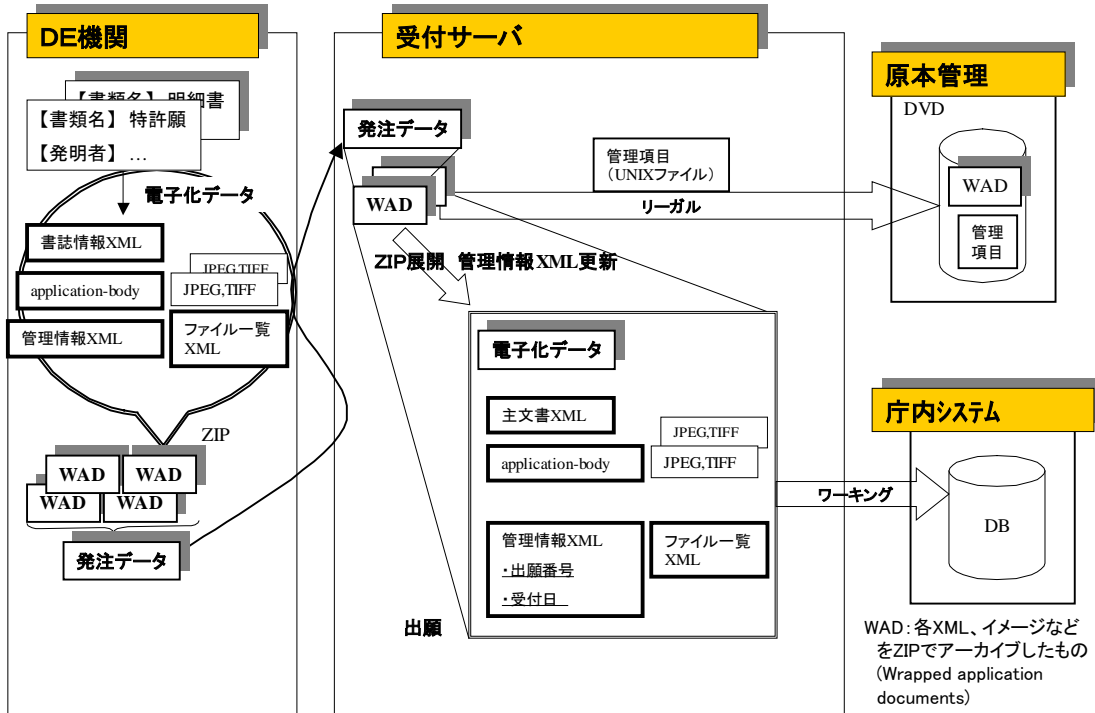 DE機関
【書類名】 明細書
【書類名】 特許願
【発明者】 …
電子化データ
書誌情報XML
JPEG,TIFF
application-body
JPEG,TIFF
管理情報XML
ファイル一覧
XML
ZIP
WAD
WAD
WAD
WAD
発注データ
受付サーバ
発注データ
WAD
管理項目
(UNIXファイル)
リーガル
ZIP展開 管理情報XML更新
電子化データ
主文書XML
JPEG,TIFF
application-body
JPEG,TIFF
管理情報XML
・出願番号
・受付日
ファイル一覧
XML
出願
ワーキング
原本管理
DVD
WAD
管理
項目
庁内システム
DB
WAD：各XML、イメージなど
をZIPでアーカイブしたもの
(Wrapped application
documents)